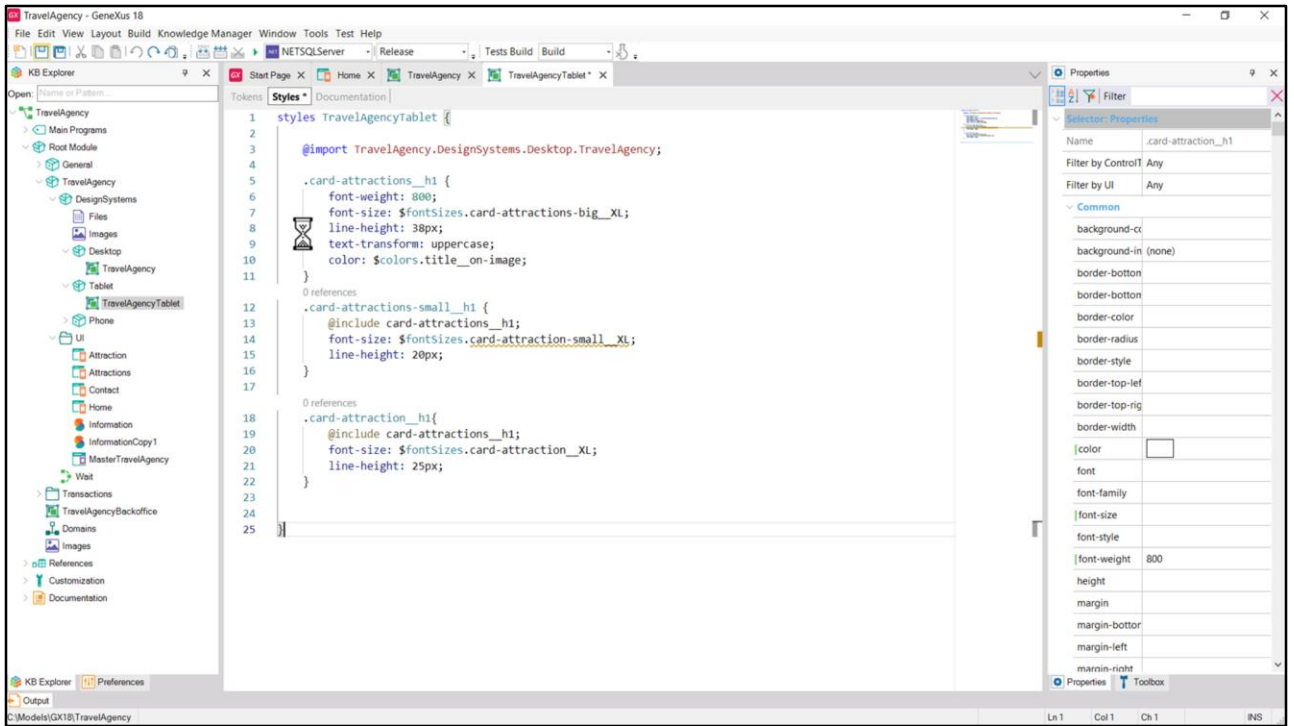 TravelAgency - GeneXus 18
File Edit View Layout Build Knowledge Manager Window Tools Test Help
NETSQLServer Release Tests Build Build
KB Explorer
Start Page Home TravelAgency TravelAgencyTablet *
Properties
Open: Name or Pattern...
Tokens Styles * Documentation
Filter
TravelAgency
Main Programs
Root Module
General
TravelAgency
DesignSystems
Files
Images
Desktop
TravelAgency
Tablet
TravelAgencyTablet
Phone
UI
Attraction
Attractions
Contact
Home
Information
InformationCopy1
MasterTravelAgency
Wait
Transactions
TravelAgencyBackoffice
Domains
Images
References
Customization
Documentation
KB Explorer Preferences
1 styles TravelAgencyTablet {
2
3 @import TravelAgency.DesignSystems.Desktop.TravelAgency;
4
5 .card-attractions__h1 {
6 font-weight: 800;
7 font-size: $fontSizes.card-attractions-big__XL;
8 line-height: 38px;
9 text-transform: uppercase;
10 color: $colors.title__on-image;
11 }
0 references
12 .card-attractions-small__h1 {
13 @include card-attractions__h1;
14 font-size: $fontSizes.card-attraction-small__XL;
15 line-height: 20px;
16 }
17
0 references
18 .card-attraction__h1{
19 @include card-attractions__h1;
20 font-size: $fontSizes.card-attraction__XL;
21 line-height: 25px;
22 }
23
24
25 }
Selector: Properties
Name .card-attraction__h1
Filter by ControlT Any
Filter by UI Any
Common
background-co
background-in (none)
border-bottom
border-bottom
border-color
border-radius
border-style
border-top-lef
border-top-rig
border-width
color
font
font-family
font-size
font-style
font-weight 800
height
margin
margin-bottor
margin-left
margin-right
Properties Toolbox
Output
C:\Models\GX18\TravelAgency
Ln 1 Col 1 Ch 1 INS